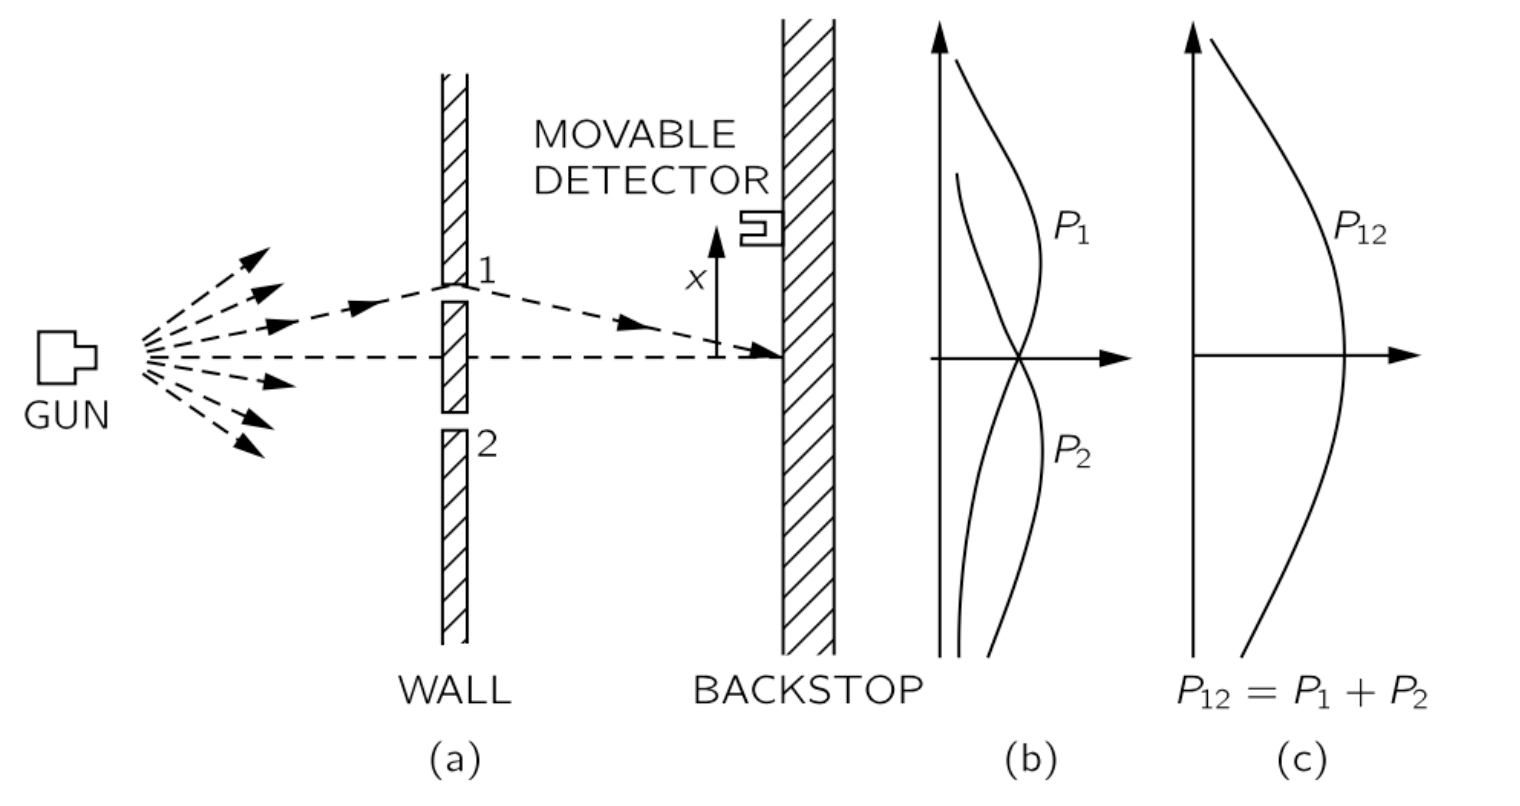 MOVABLE
DETECTOR
1
x
GUN
2
P₁
P₂
P₁₂
WALL
BACKSTOP
P₁₂ = P₁ + P₂
(a)
(b)
(c)